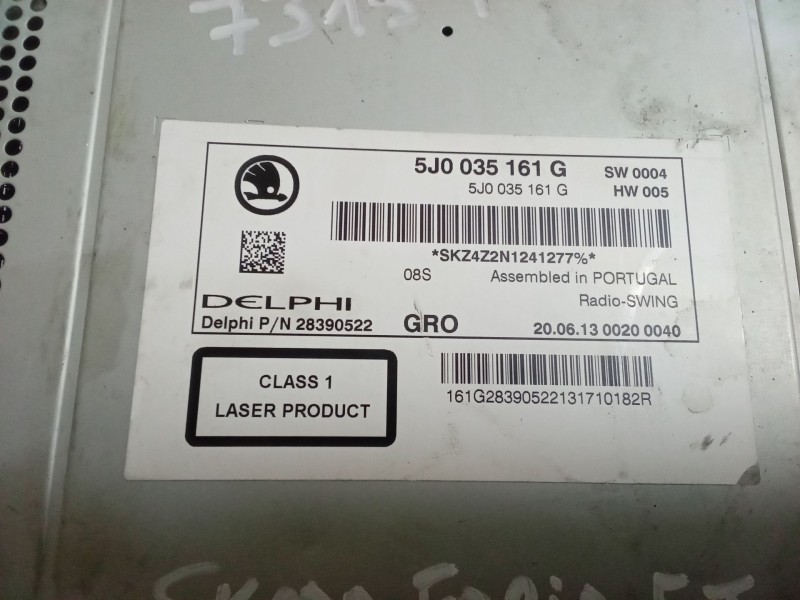 7315
5J0 035 161 G SW 0004
5J0 035 161 G HW 005
*SKZ4Z2N1241277%*
08S Assembled in PORTUGAL
DELPHI Radio-SWING
Delphi P/N 28390522 GRO 20.06.13 0020 0040
CLASS 1
LASER PRODUCT
161G28390522131710182R